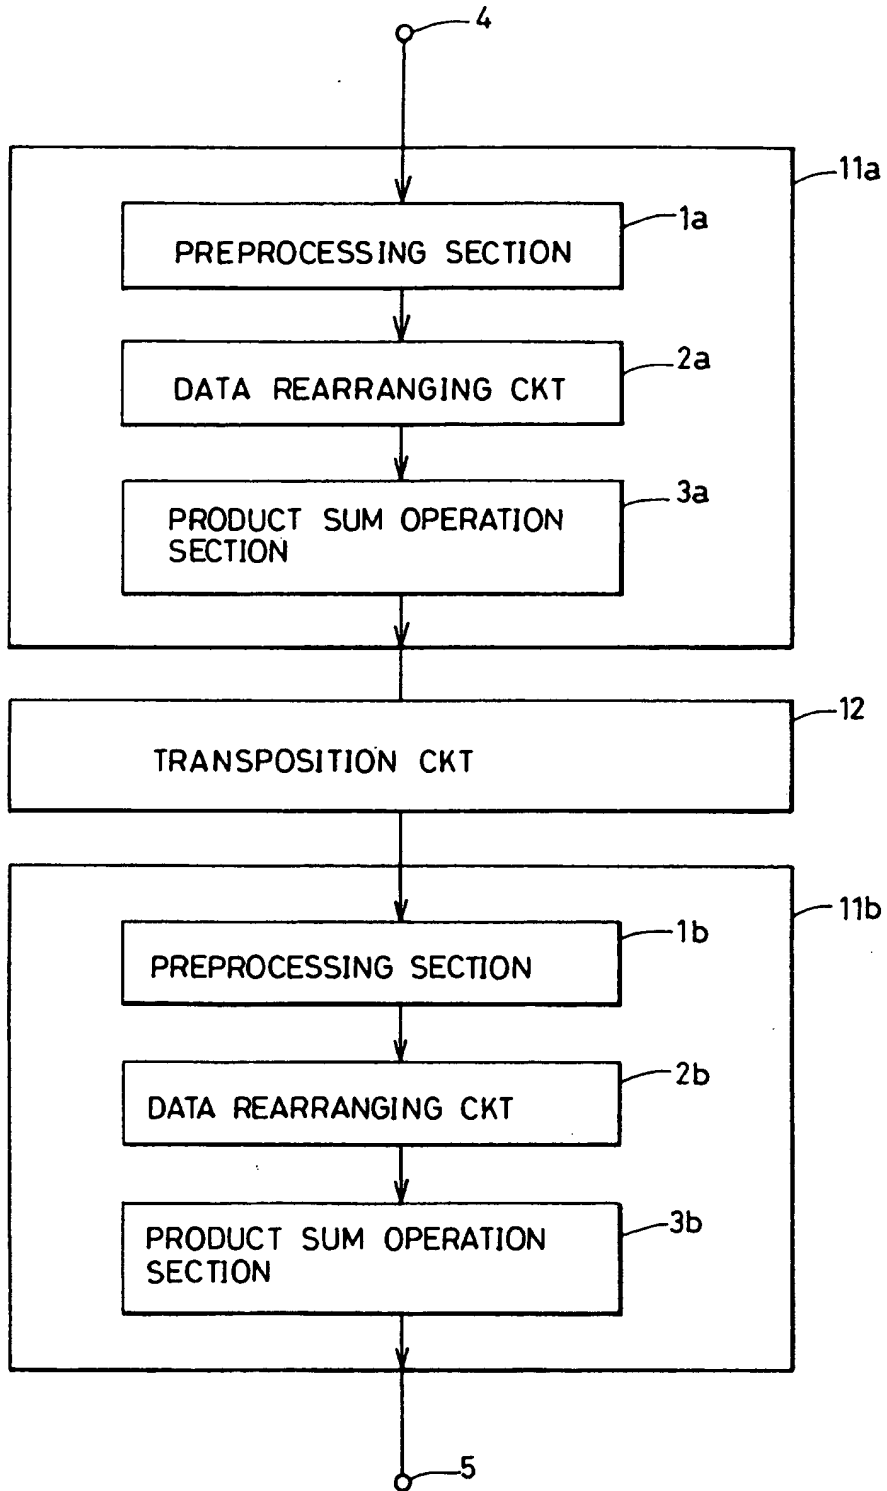 4
11a
1a
PREPROCESSING SECTION
2a
DATA REARRANGING CKT
3a
PRODUCT SUM OPERATION
SECTION
12
TRANSPOSITION CKT
11b
1b
PREPROCESSING SECTION
2b
DATA REARRANGING CKT
3b
PRODUCT SUM OPERATION
SECTION
5